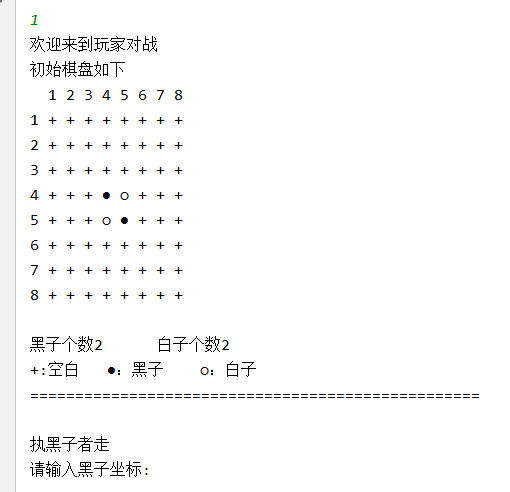 1
欢迎来到玩家对战
初始棋盘如下
  1 2 3 4 5 6 7 8
1 + + + + + + + +
2 + + + + + + + +
3 + + + + + + + +
4 + + + ● ○ + + +
5 + + + ○ ● + + +
6 + + + + + + + +
7 + + + + + + + +
8 + + + + + + + +
黑子个数2      白子个数2
+:空白   ●：黑子    ○：白子
==================================================
执黑子者走
请输入黑子坐标: